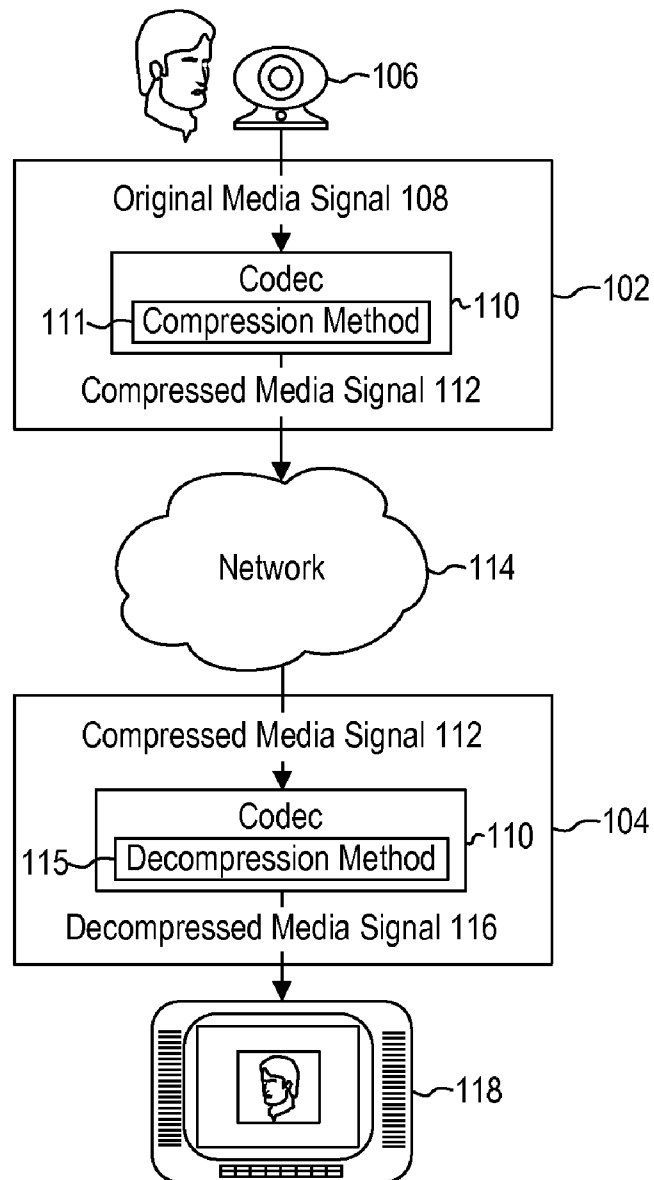 106
Original Media Signal 108
Codec
110
102
111
Compression Method
Compressed Media Signal 112
Network
114
Compressed Media Signal 112
Codec
110
104
115
Decompression Method
Decompressed Media Signal 116
118